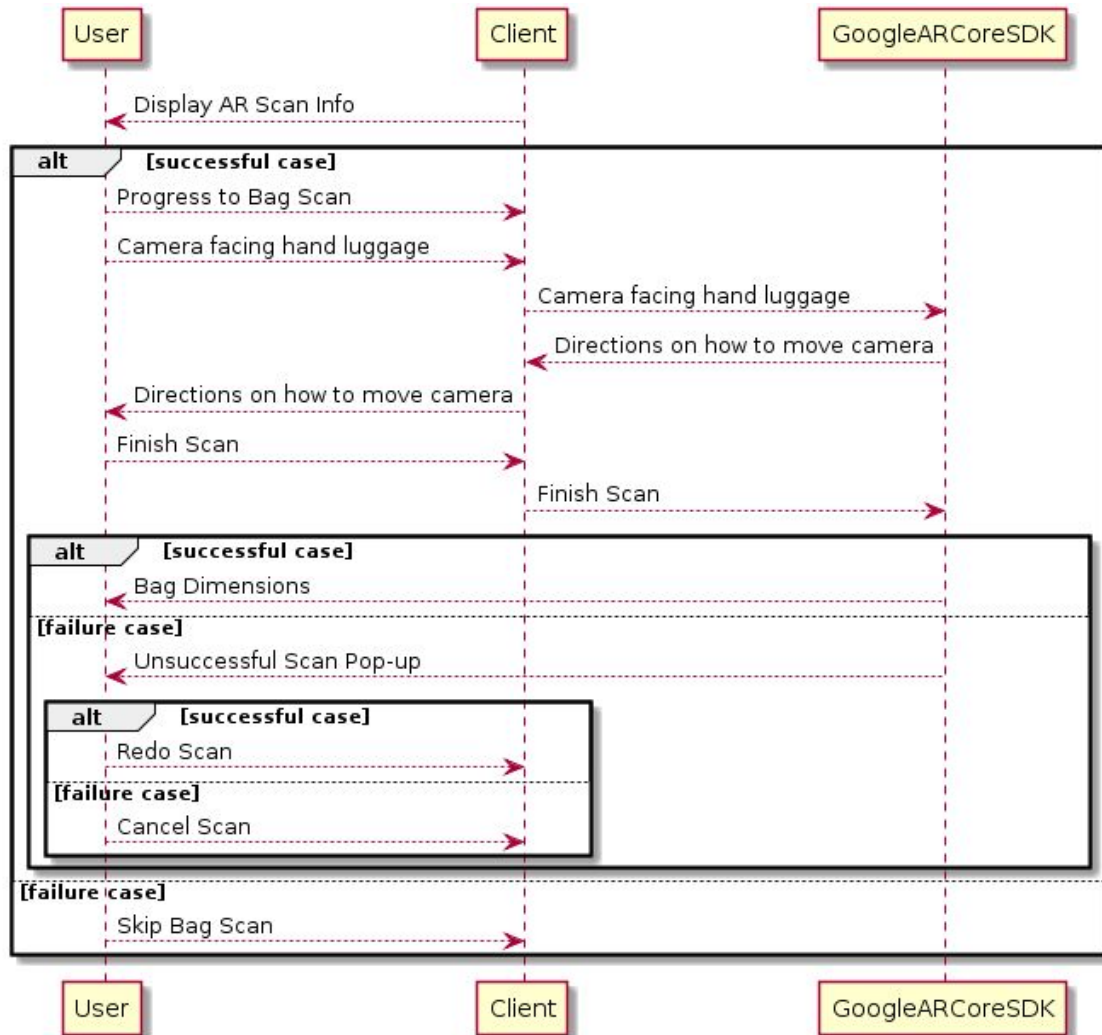 User Client GoogleARCoreSDK
Display AR Scan Info
alt [successful case]
Progress to Bag Scan
Camera facing hand luggage
Camera facing hand luggage
Directions on how to move camera
Directions on how to move camera
Finish Scan
Finish Scan
alt [successful case]
Bag Dimensions
[failure case]
Unsuccessful Scan Pop-up
alt [successful case]
Redo Scan
[failure case]
Cancel Scan
[failure case]
Skip Bag Scan
User Client GoogleARCoreSDK